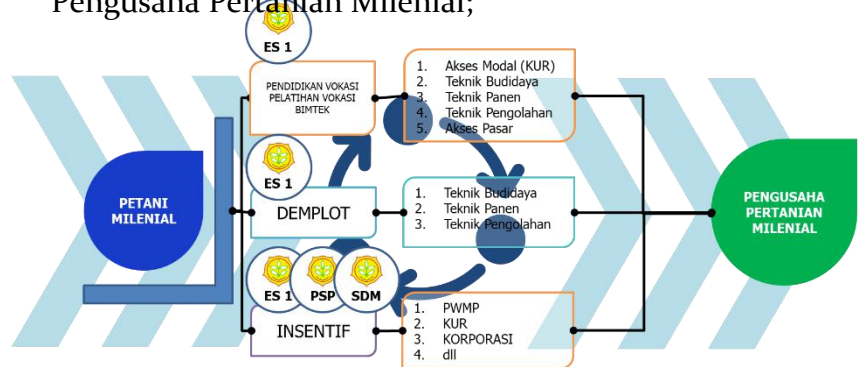 Pengusaha Pertanian Milenial;
ES 1
PENDIDIKAN VOKASI
PELATIHAN VOKASI
BIMTEK
1. Akses Modal (KUR)
2. Teknik Budidaya
3. Teknik Panen
4. Teknik Pengolahan
5. Akses Pasar
PETANI
MILENIAL
ES 1
DEMPLOT
1. Teknik Budidaya
2. Teknik Panen
3. Teknik Pengolahan
PENGUSAHA
PERTANIAN
MILENIAL
ES 1
PSP
SDM
INSENTIF
1. PWMP
2. KUR
3. KORPORASI
4. dll